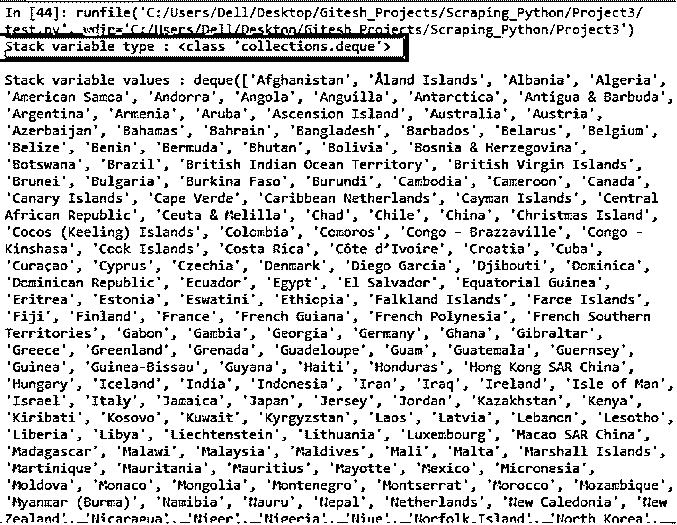 In [44]: runfile('C:/Users/Dell/Desktop/Gitesh_Projects/Scraping_Python/Project3/
test.py', wdir='C:/Users/Dell/Desktop/Gitesh_Projects/Scraping_Python/Project3')
Stack variable type : <class 'collections.deque'>
Stack variable values : deque(['Afghanistan', 'Åland Islands', 'Albania', 'Algeria',
'American Samoa', 'Andorra', 'Angola', 'Anguilla', 'Antarctica', 'Antigua & Barbuda',
'Argentina', 'Armenia', 'Aruba', 'Ascension Island', 'Australia', 'Austria',
'Azerbaijan', 'Bahamas', 'Bahrain', 'Bangladesh', 'Barbados', 'Belarus', 'Belgium',
'Belize', 'Benin', 'Bermuda', 'Bhutan', 'Bolivia', 'Bosnia & Herzegovina',
'Botswana', 'Brazil', 'British Indian Ocean Territory', 'British Virgin Islands',
'Brunei', 'Bulgaria', 'Burkina Faso', 'Burundi', 'Cambodia', 'Cameroon', 'Canada',
'Canary Islands', 'Cape Verde', 'Caribbean Netherlands', 'Cayman Islands', 'Central
African Republic', 'Ceuta & Melilla', 'Chad', 'Chile', 'China', 'Christmas Island',
'Cocos (Keeling) Islands', 'Colombia', 'Comoros', 'Congo - Brazzaville', 'Congo -
Kinshasa', 'Cook Islands', 'Costa Rica', 'Côte d'Ivoire', 'Croatia', 'Cuba',
'Curaçao', 'Cyprus', 'Czechia', 'Denmark', 'Diego Garcia', 'Djibouti', 'Dominica',
'Dominican Republic', 'Ecuador', 'Egypt', 'El Salvador', 'Equatorial Guinea',
'Eritrea', 'Estonia', 'Eswatini', 'Ethiopia', 'Falkland Islands', 'Faroe Islands',
'Fiji', 'Finland', 'France', 'French Guiana', 'French Polynesia', 'French Southern
Territories', 'Gabon', 'Gambia', 'Georgia', 'Germany', 'Ghana', 'Gibraltar',
'Greece', 'Greenland', 'Grenada', 'Guadeloupe', 'Guam', 'Guatemala', 'Guernsey',
'Guinea', 'Guinea-Bissau', 'Guyana', 'Haiti', 'Honduras', 'Hong Kong SAR China',
'Hungary', 'Iceland', 'India', 'Indonesia', 'Iran', 'Iraq', 'Ireland', 'Isle of Man',
'Israel', 'Italy', 'Jamaica', 'Japan', 'Jersey', 'Jordan', 'Kazakhstan', 'Kenya',
'Kiribati', 'Kosovo', 'Kuwait', 'Kyrgyzstan', 'Laos', 'Latvia', 'Lebanon', 'Lesotho',
'Liberia', 'Libya', 'Liechtenstein', 'Lithuania', 'Luxembourg', 'Macao SAR China',
'Madagascar', 'Malawi', 'Malaysia', 'Maldives', 'Mali', 'Malta', 'Marshall Islands',
'Martinique', 'Mauritania', 'Mauritius', 'Mayotte', 'Mexico', 'Micronesia',
'Moldova', 'Monaco', 'Mongolia', 'Montenegro', 'Montserrat', 'Morocco', 'Mozambique',
'Myanmar (Burma)', 'Namibia', 'Nauru', 'Nepal', 'Netherlands', 'New Caledonia', 'New
Zealand', 'Nicaragua', 'Niger', 'Nigeria', 'Niue', 'Norfolk Island', 'North Korea',